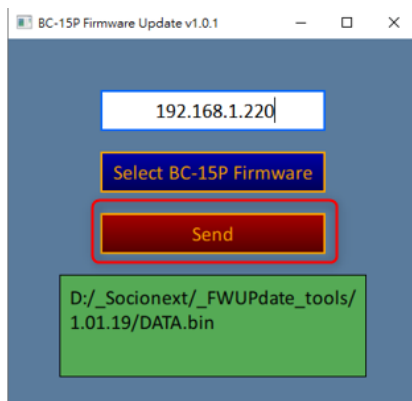 BC-15P Firmware Update v1.0.1
192.168.1.220
Select BC-15P Firmware
Send
D:/_Socionext/_FWUPdate_tools/
1.01.19/DATA.bin